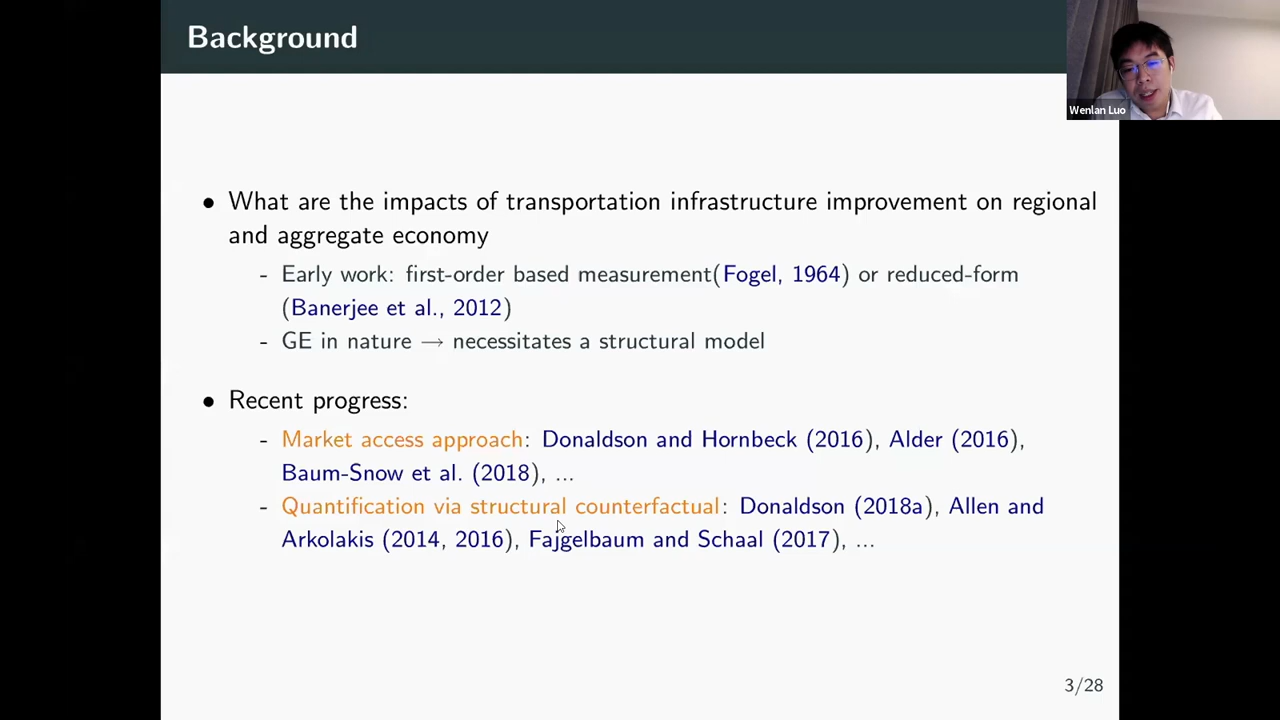 Background
Wenlan Luo
• What are the impacts of transportation infrastructure improvement on regional
and aggregate economy
- Early work: first-order based measurement(Fogel, 1964) or reduced-form
(Banerjee et al., 2012)
- GE in nature → necessitates a structural model
• Recent progress:
- Market access approach: Donaldson and Hornbeck (2016), Alder (2016),
Baum-Snow et al. (2018), ...
- Quantification via structural counterfactual: Donaldson (2018a), Allen and
Arkolakis (2014, 2016), Fajgelbaum and Schaal (2017), ...
3/28